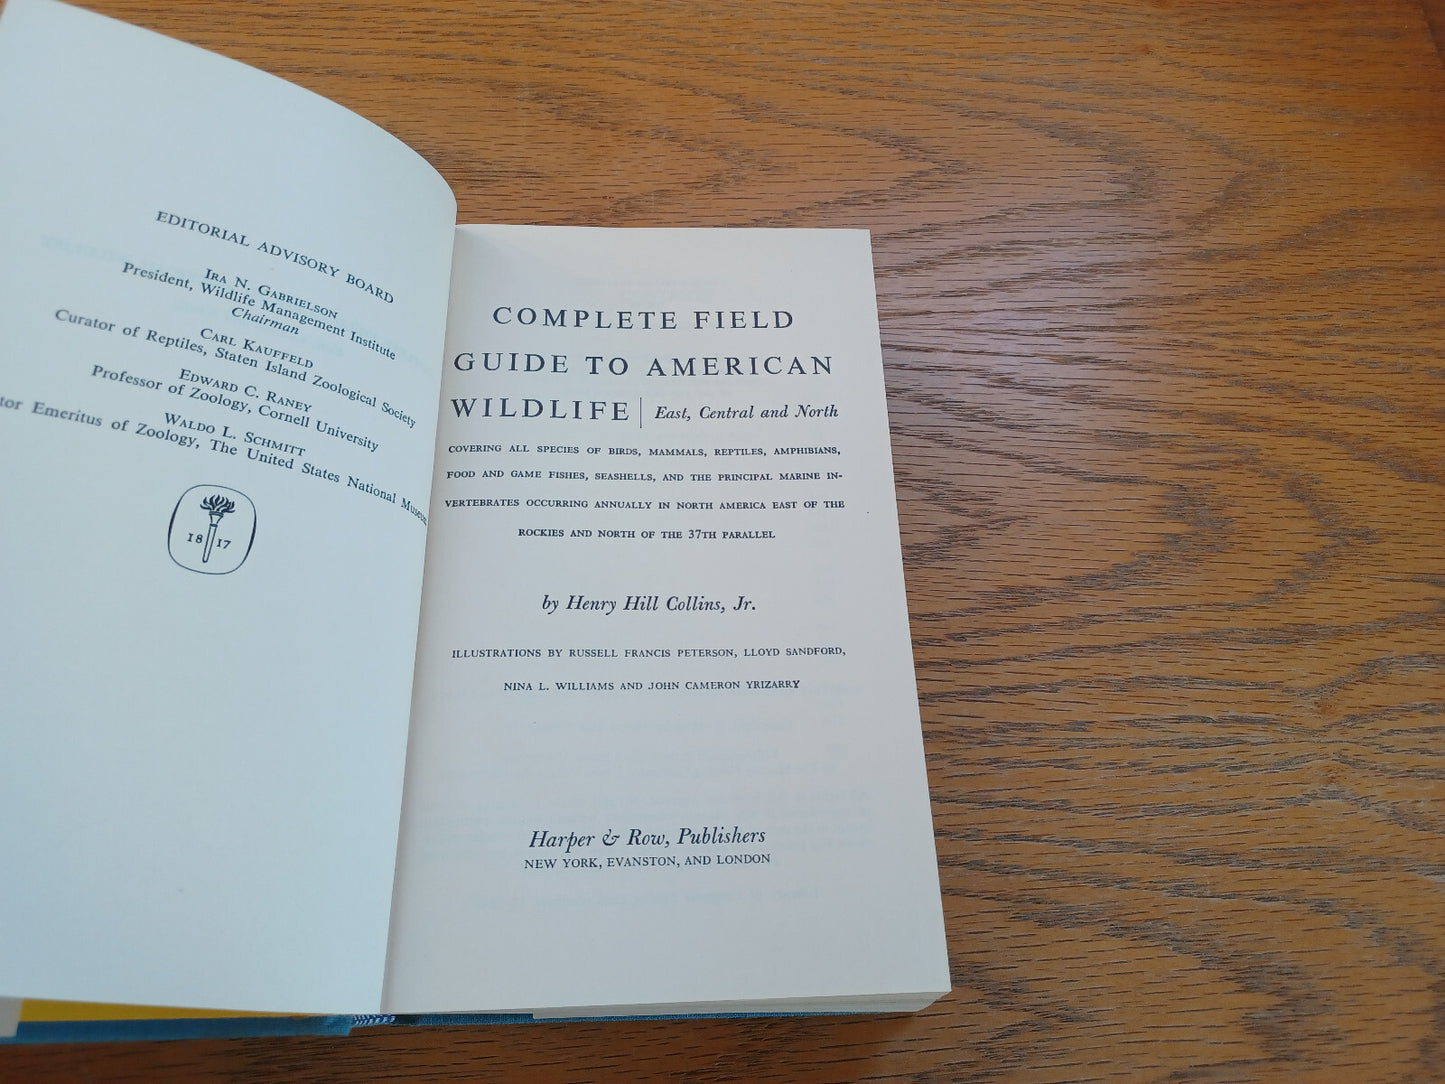 EDITORIAL ADVISORY BOARD
IRA N. GABRIELSON
President, Wildlife Management Institute
Chairman
CARL KAUFFELD
Curator of Reptiles, Staten Island Zoological Society
EDWARD C. RANEY
Professor of Zoology, Cornell University
WALDO L. SCHMITT
Emeritus of Zoology, The United States National Museum
18 17
COMPLETE FIELD
GUIDE TO AMERICAN
WILDLIFE | East, Central and North
COVERING ALL SPECIES OF BIRDS, MAMMALS, REPTILES, AMPHIBIANS,
FOOD AND GAME FISHES, SEASHELLS, AND THE PRINCIPAL MARINE IN-
VERTEBRATES OCCURRING ANNUALLY IN NORTH AMERICA EAST OF THE
ROCKIES AND NORTH OF THE 37TH PARALLEL
by Henry Hill Collins, Jr.
ILLUSTRATIONS BY RUSSELL FRANCIS PETERSON, LLOYD SANDFORD,
NINA L. WILLIAMS AND JOHN CAMERON YRIZARRY
Harper & Row, Publishers
NEW YORK, EVANSTON, AND LONDON